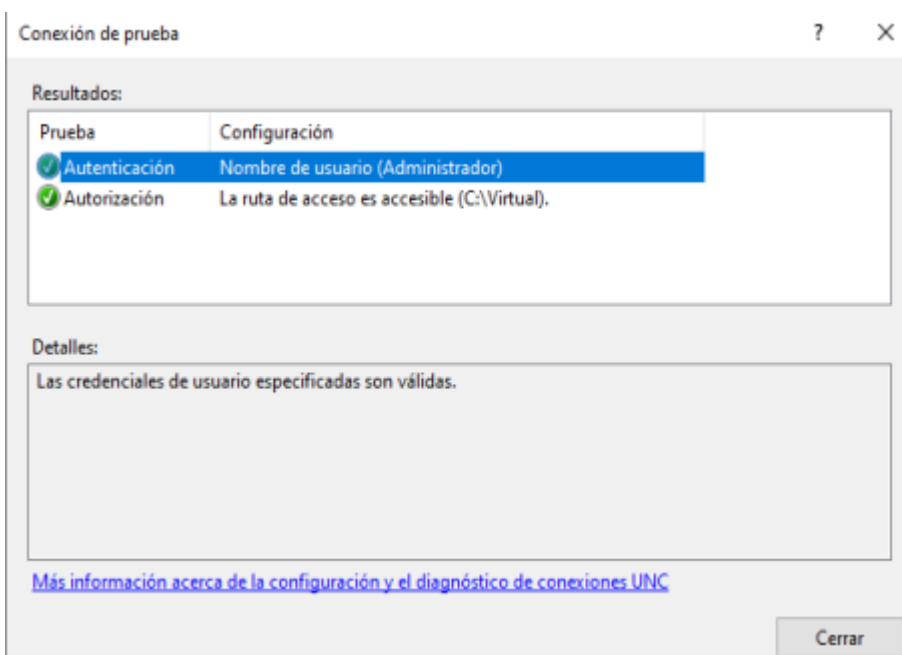 Conexión de prueba
?
Resultados:
Prueba Configuración
Autenticación Nombre de usuario (Administrador)
Autorización La ruta de acceso es accesible (C:\Virtual).
Detalles:
Las credenciales de usuario especificadas son válidas.
Más información acerca de la configuración y el diagnóstico de conexiones UNC
Cerrar